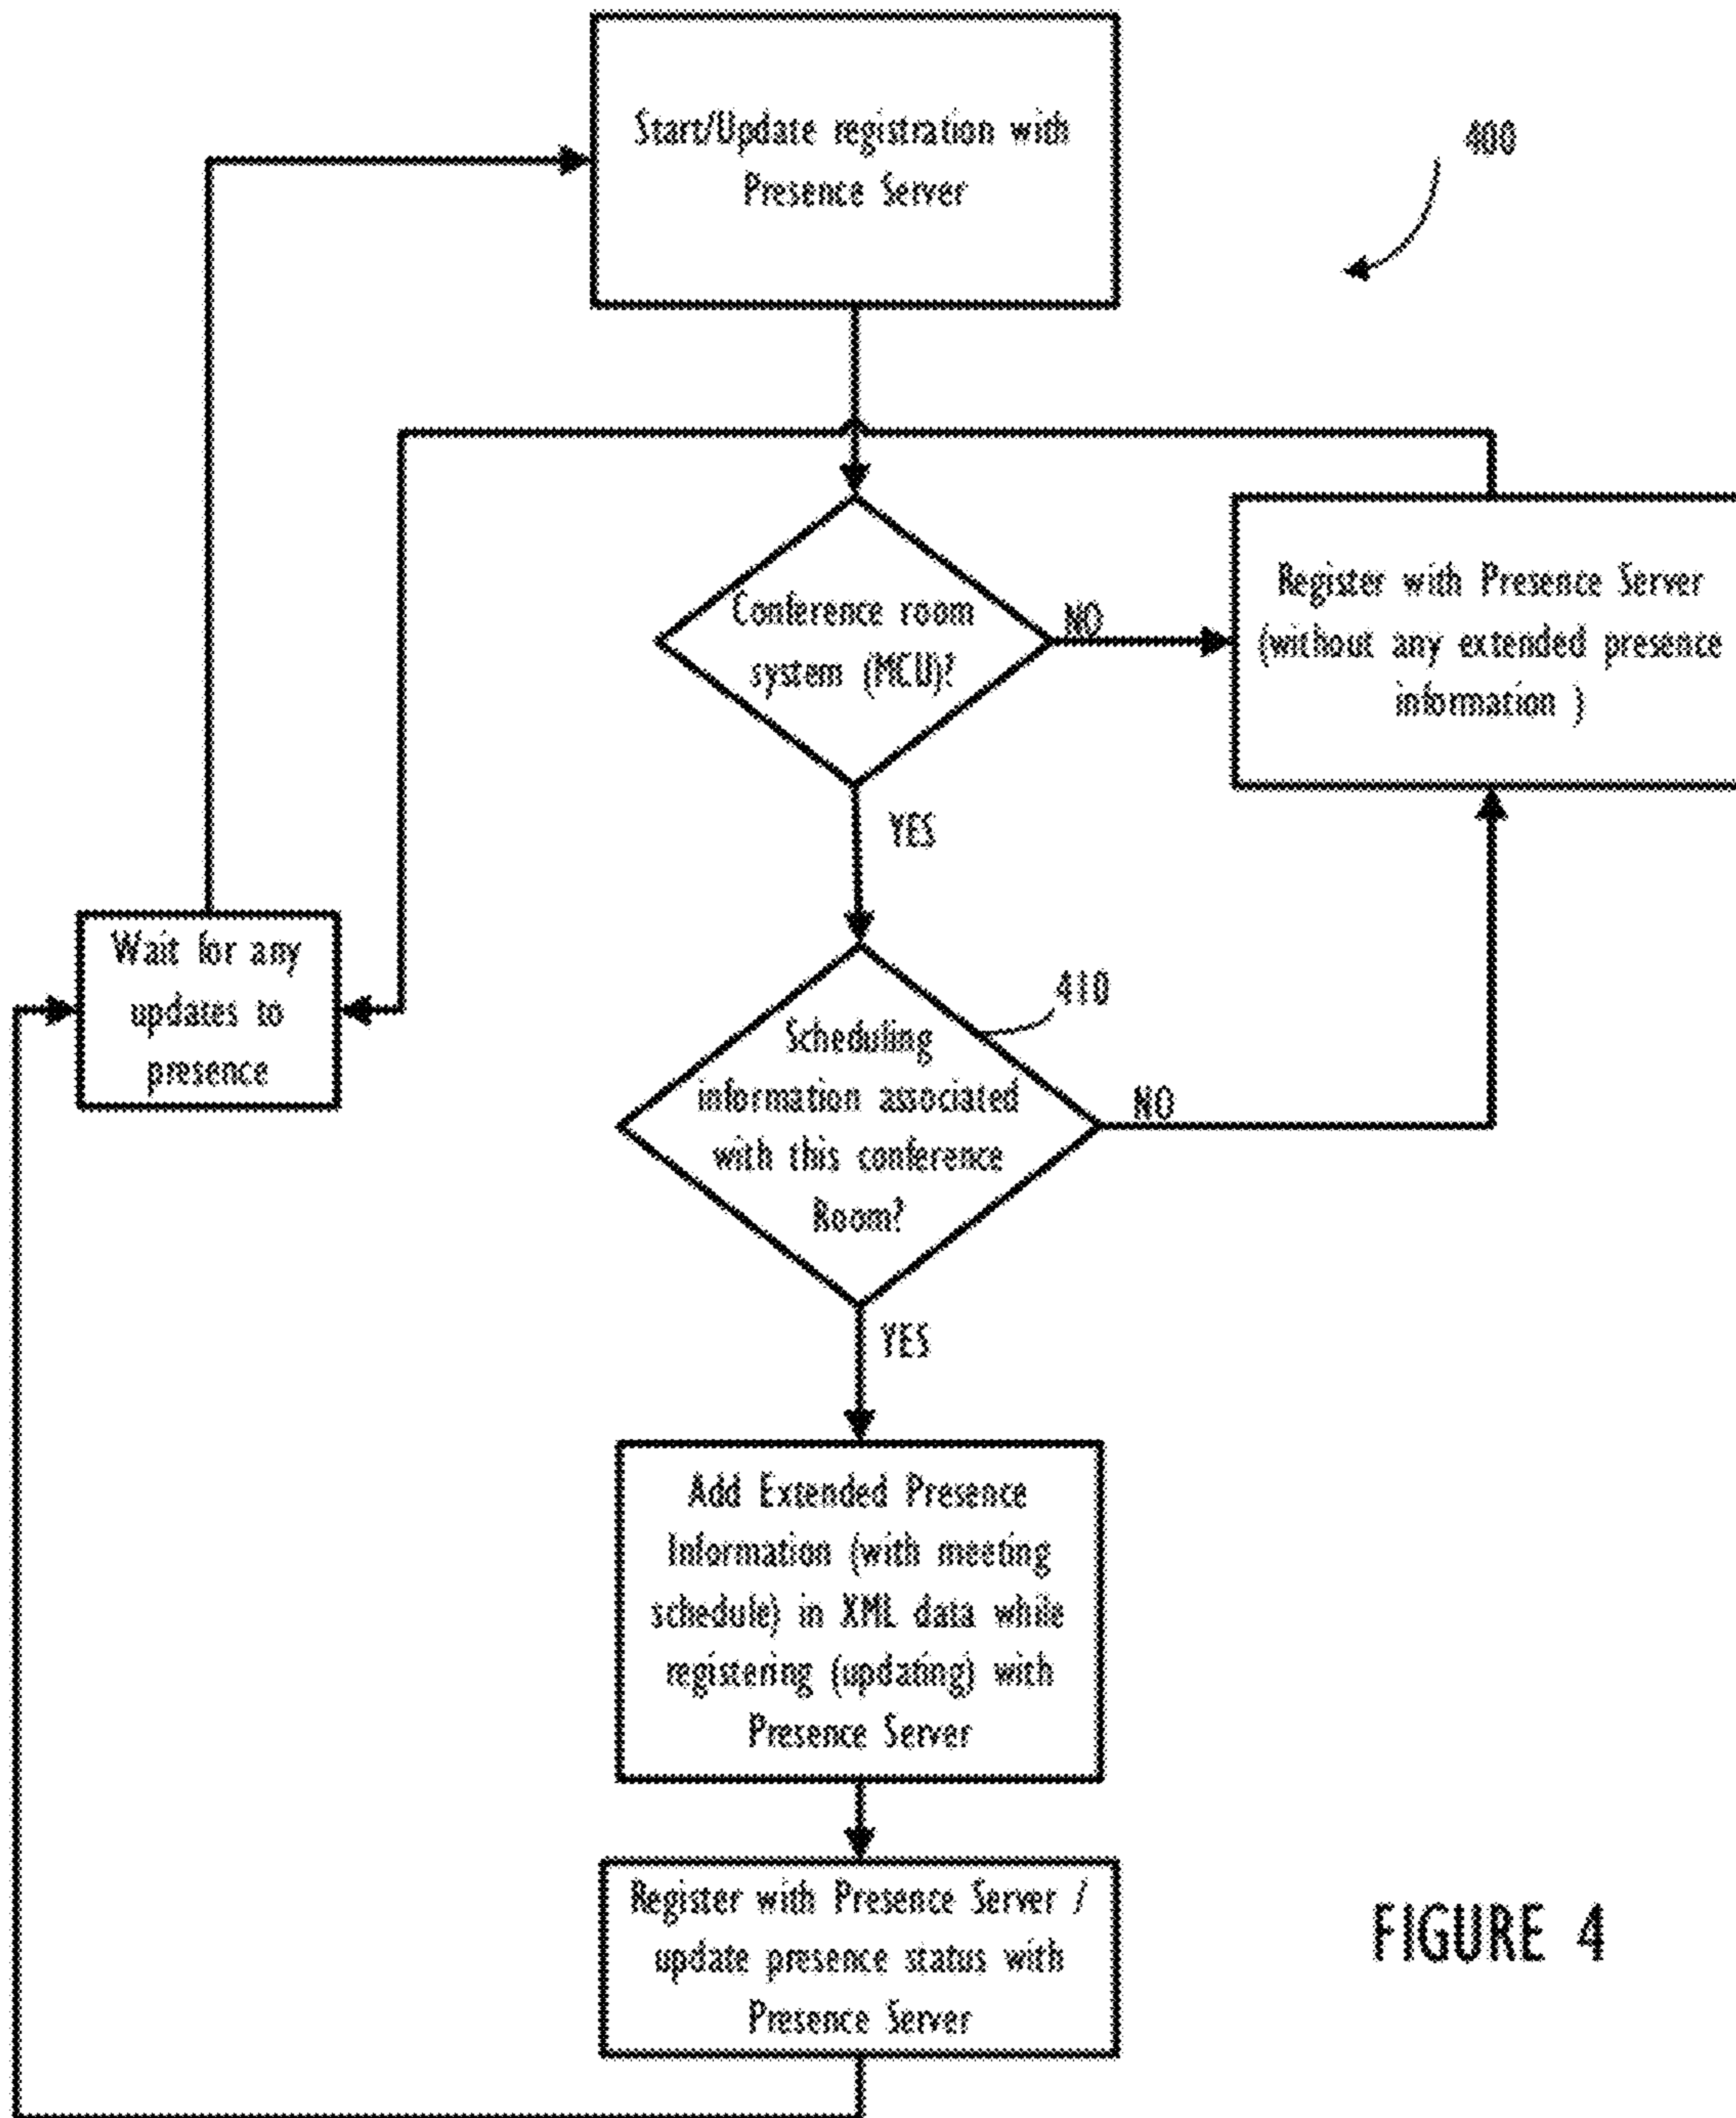 Start/Update registration with
Presence Server
400
Conference room
system (MCU)?
NO
Register with Presence Server
(without any extended presence
information )
YES
Wait for any
updates to
presence
410
Scheduling
information associated
with this conference
Room?
NO
YES
Add Extended Presence
Information (with meeting
schedule) in XML data while
registering (updating) with
Presence Server
Register with Presence Server /
update presence status with
Presence Server
FIGURE 4